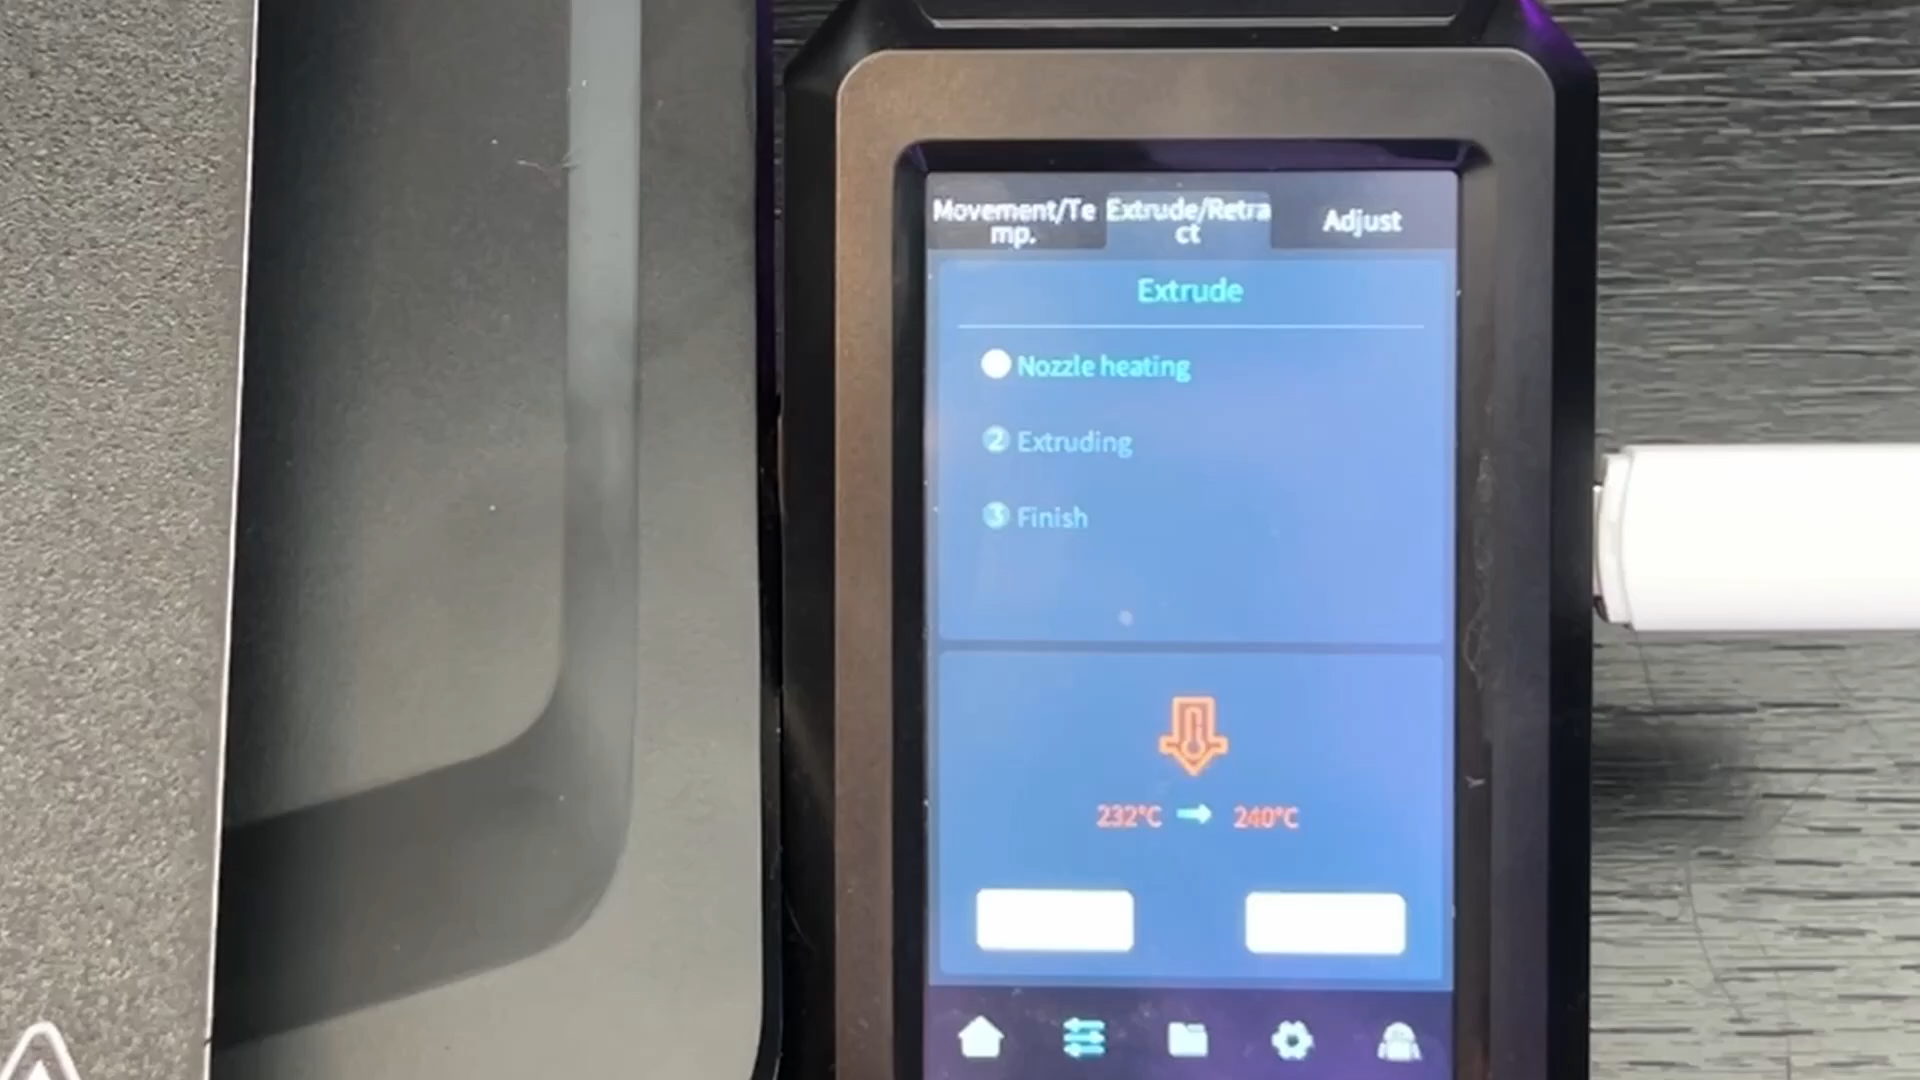 Movement/Te
mp.
Extrude/Retra
ct
Adjust
Extrude
Nozzle heating
2 Extruding
3 Finish
232°C → 240°C